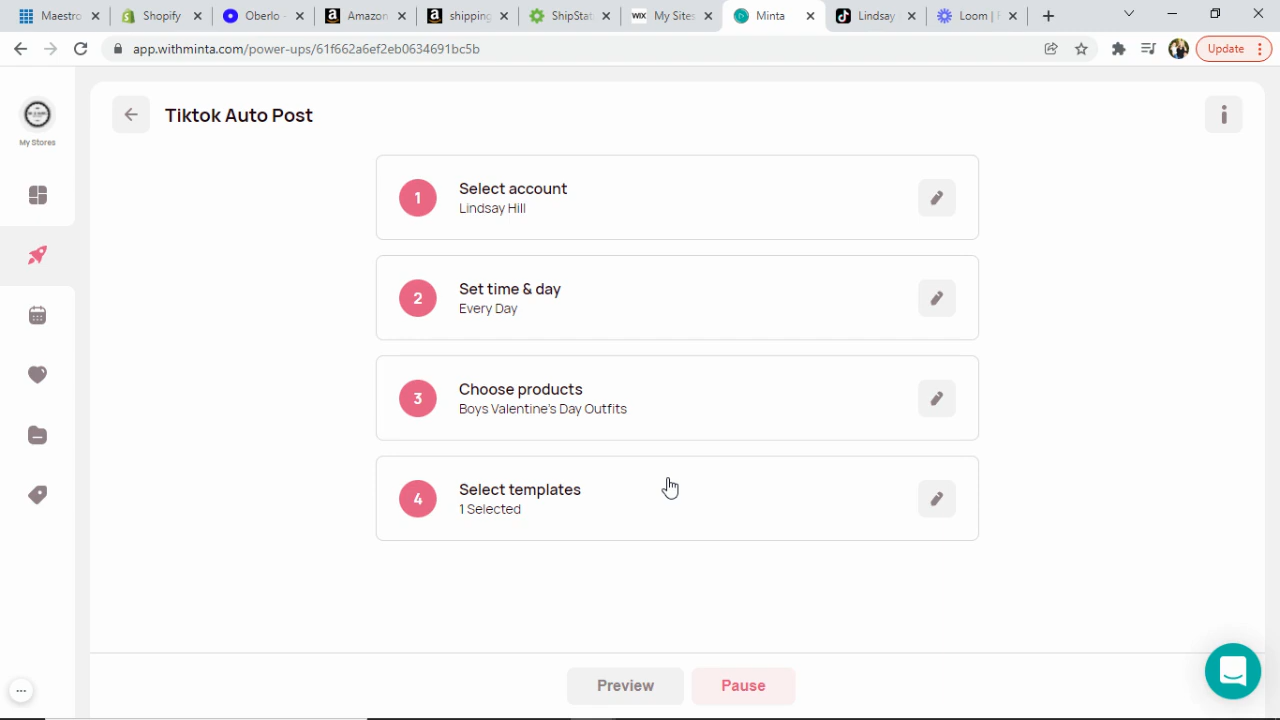 Maestro
Shopify
Oberlo -
Amazon
Shipping
ShipStat
WIX My Sites
Minta
Lindsay
Loom | F
app.withminta.com/power-ups/61f662a6ef2eb0634691bc5b
Update
My Stores
Tiktok Auto Post
1
Select account
Lindsay Hill
2
Set time & day
Every Day
3
Choose products
Boys Valentine's Day Outfits
4
Select templates
1 Selected
Preview
Pause